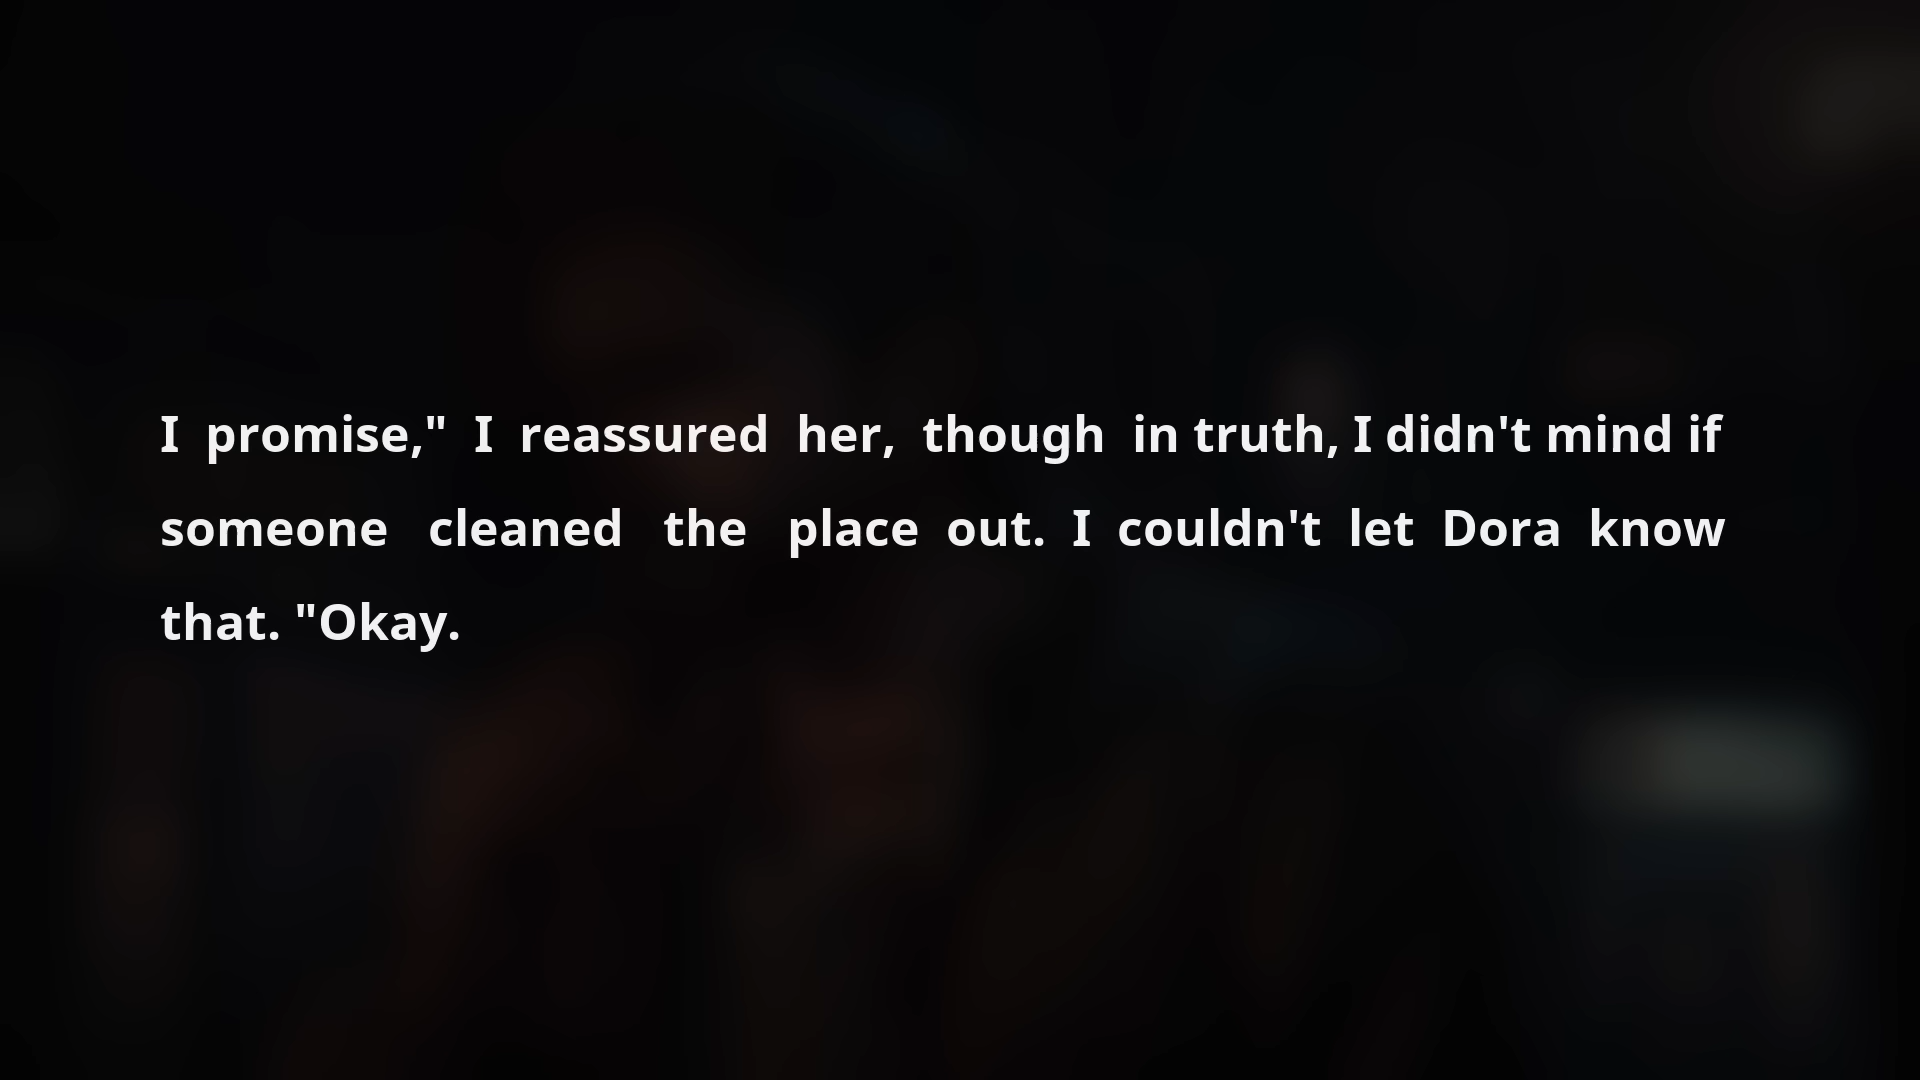 I promise," I reassured her, though in truth, I didn't mind if
someone cleaned the place out. I couldn't let Dora know
that. "Okay.